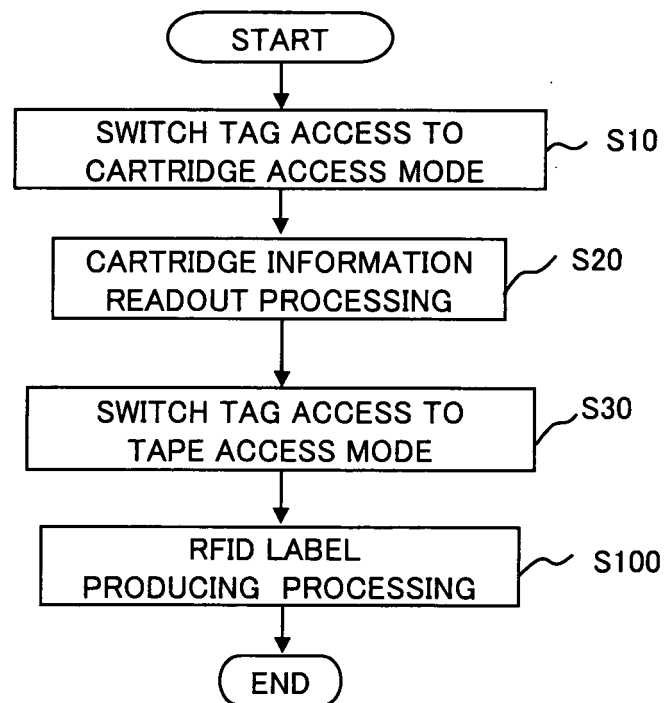 START
SWITCH TAG ACCESS TO
CARTRIDGE ACCESS MODE
S10
CARTRIDGE INFORMATION
READOUT PROCESSING
S20
SWITCH TAG ACCESS TO
TAPE ACCESS MODE
S30
RFID LABEL
PRODUCING PROCESSING
S100
END